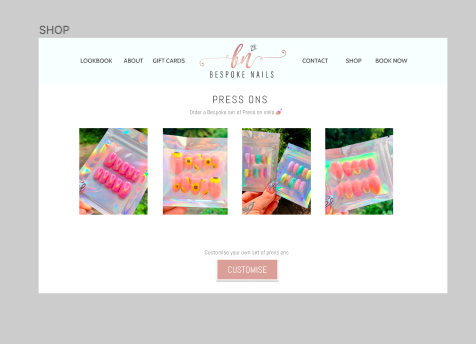 SHOP
LOOKBOOK ABOUT GIFT CARDS
bn
BESPOKE NAILS
CONTACT SHOP BOOK NOW
PRESS ONS
Order a Bespoke set of Press on nails 💅
Customise your own set of press ons
CUSTOMISE